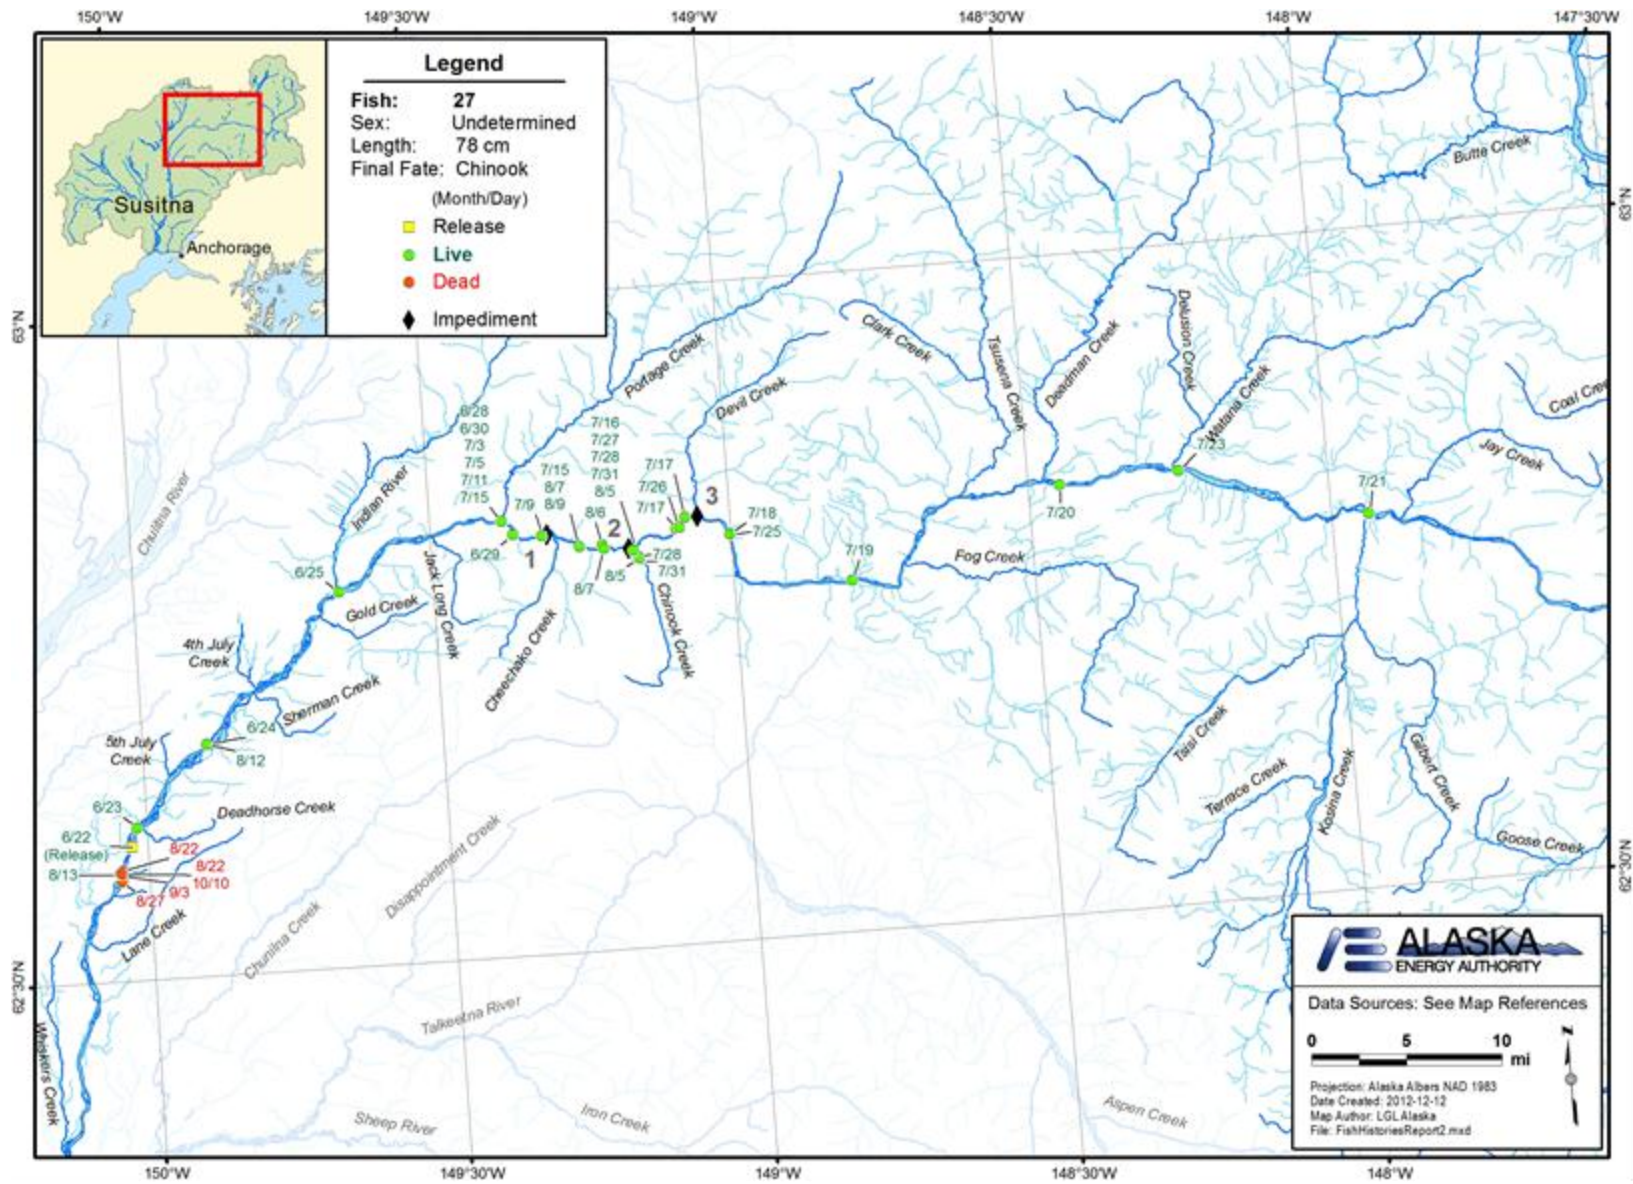 150°W
149°30'W
149°W
148°30'W
148°W
147°30'W
Legend
Fish: 27
Sex: Undetermined
Length: 78 cm
Final Fate: Chinook
(Month/Day)
Release
Live
Dead
Impediment
Susitna
Anchorage
Butte Creek
63°N
63°N
Portage Creek
Clark Creek
Devil Creek
Tsusena Creek
Deadman Creek
Delusion Creek
Watana Creek
Coal Cree
Jay Creek
Chulitna River
Indian River
6/28
6/30
7/3
7/5
7/11
7/15
7/9
7/15
8/7
8/9
7/16
7/27
7/28
7/31
8/5
8/6
7/17
7/26
7/17
3
7/23
7/21
7/20
7/18
7/25
2
1
6/29
8/7
8/5
7/28
7/31
7/19
Fog Creek
6/25
Gold Creek
Jack Long Creek
Cheechako Creek
Chinook Creek
4th July
Creek
Sherman Creek
6/24
8/12
5th July
Creek
Tsisi Creek
Terrace Creek
Kosina Creek
Gilbert Creek
Goose Creek
6/23
Deadhorse Creek
6/22
(Release)
8/13
8/22
8/22
10/10
9/3
8/27
Lane Creek
Chunilna Creek
Disappointment Creek
62°30'N
62°30'N
Talkeetna River
Whiskers Creek
Sheep River
Iron Creek
Aspen Creek
ALASKA
ENERGY AUTHORITY
Data Sources: See Map References
0 5 10
mi
N
Projection: Alaska Albers NAD 1983
Date Created: 2012-12-12
Map Author: LGL Alaska
File: FishHistoriesReport2.mxd
150°W
149°30'W
149°W
148°30'W
148°W